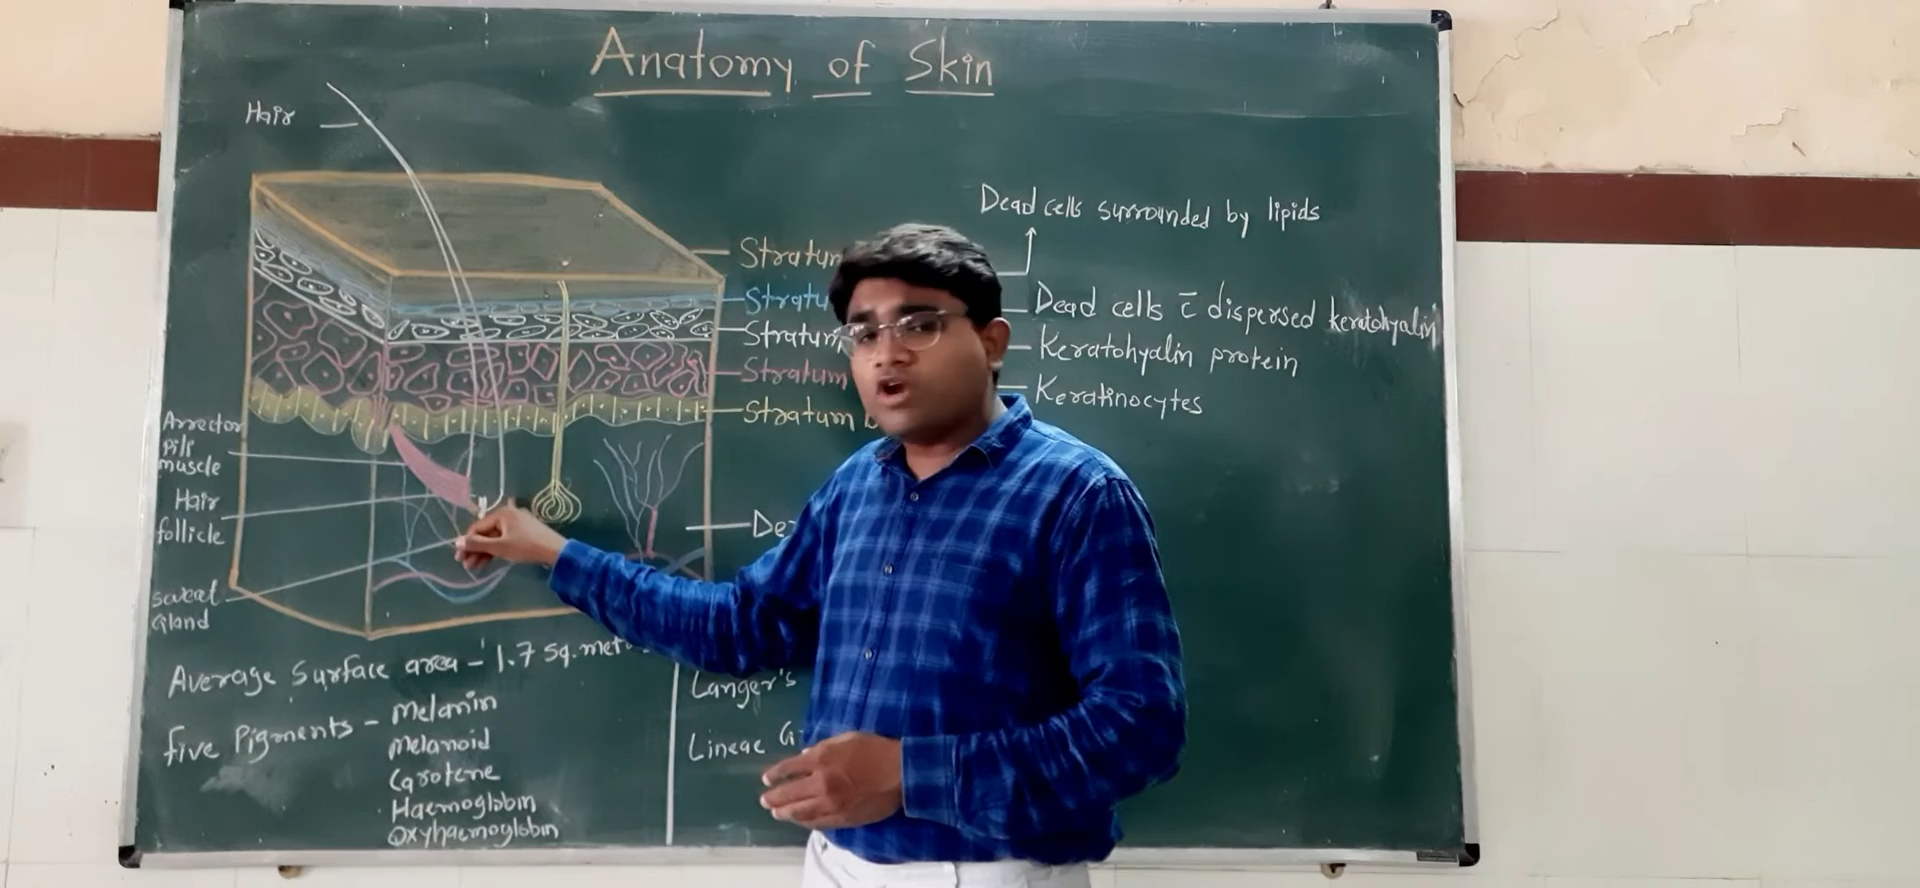 Anatomy of Skin
Hair
Dead cells surrounded by lipids
Stratum
Stratu
Dead cells c̄ dispersed keratohyalin
Stratum
Keratohyalin protein
Stratum
Keratinocytes
Stratum
Arrector
Pili
muscle
Hair
follicle
De
sweat
Gland
Average Surface area - 1.7 sq. met
five Pigments - Melanin
Melanoid
Carotene
Haemoglobin
Oxyhaemoglobin
Langer's
Lineae